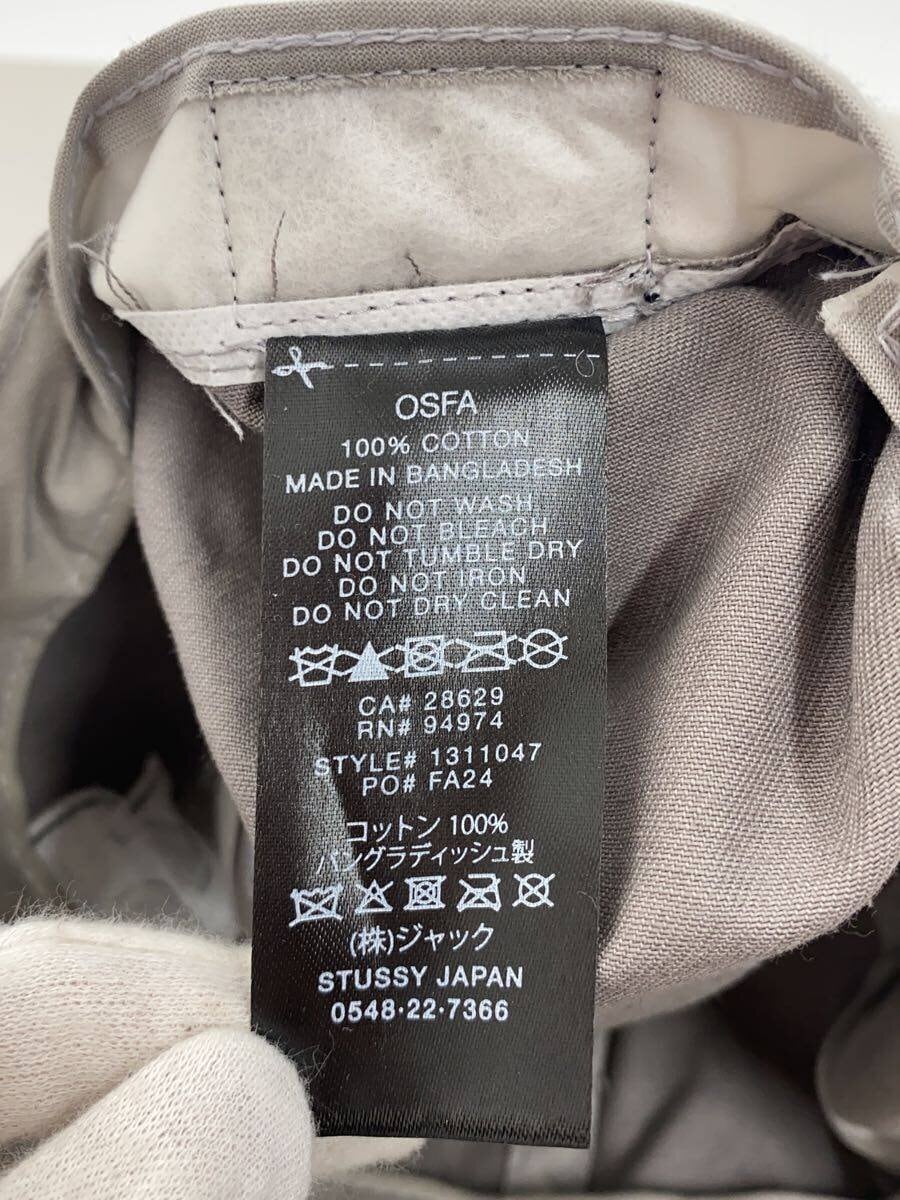 OSFA
100% COTTON
MADE IN BANGLADESH
DO NOT WASH
DO NOT BLEACH
DO NOT TUMBLE DRY
DO NOT IRON
DO NOT DRY CLEAN
CA# 28629
RN# 94974
STYLE# 1311047
PO# FA24
コットン 100%
バングラディッシュ製
(株)ジャック
STUSSY JAPAN
0548·22·7366